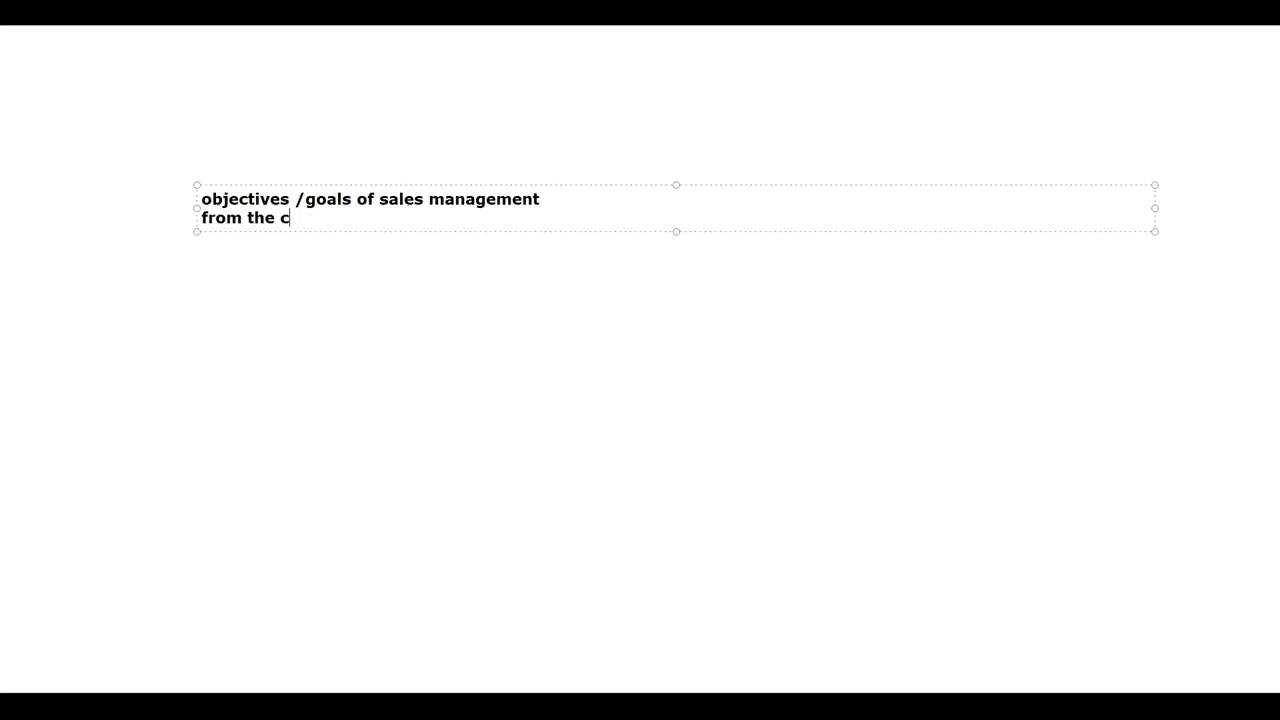 objectives /goals of sales management
from the c